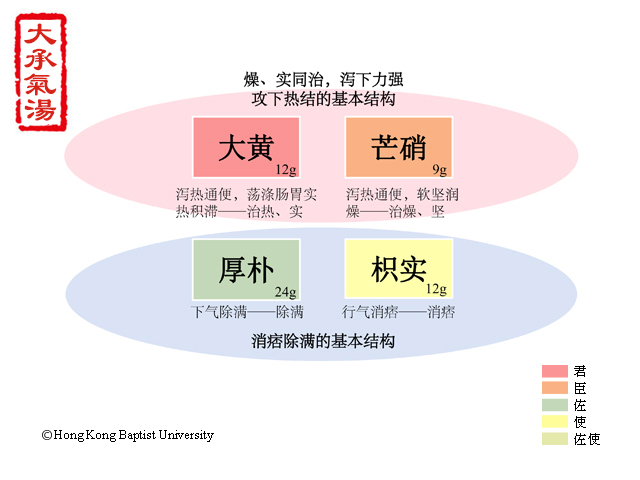 大承氣湯
燥、实同治，泻下力强
攻下热结的基本结构
大黄
12g
芒硝
9g
泻热通便，荡涤肠胃实
热积滞——治热、实
泻热通便，软坚润
燥——治燥、坚
厚朴
24g
枳实
12g
下气除满——除满
行气消痞——消痞
消痞除满的基本结构
君
臣
佐
使
佐使
©Hong Kong Baptist University